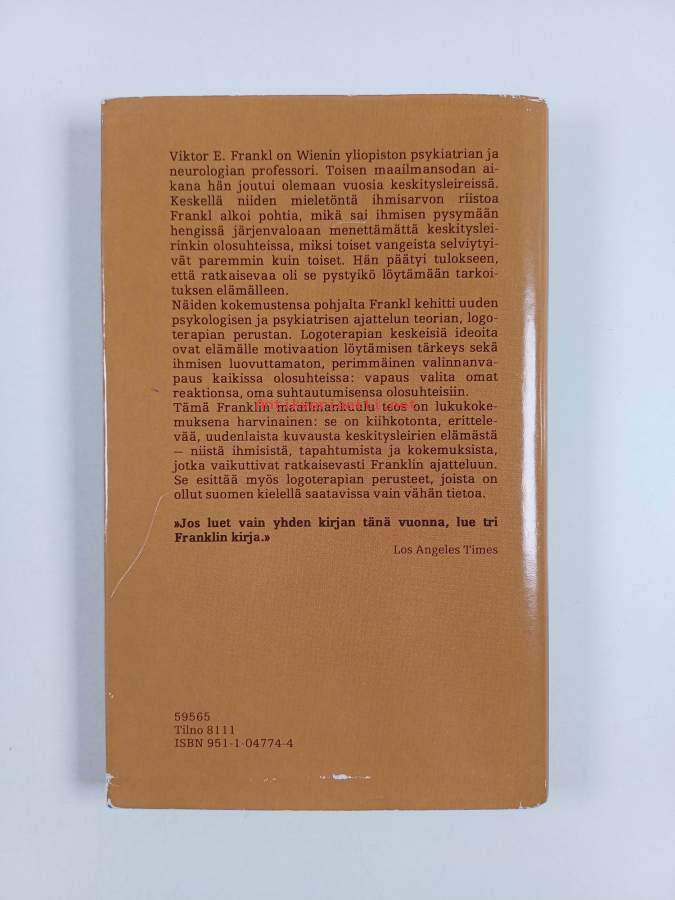 Viktor E. Frankl on Wienin yliopiston psykiatrian ja
neurologian professori. Toisen maailmansodan ai-
kana hän joutui olemaan vuosia keskitysleireissä.
Keskellä niiden mieletöntä ihmisarvon riistoa
Frankl alkoi pohtia, mikä sai ihmisen pysymään
hengissä järjenvaloaan menettämättä keskityslei-
rinkin olosuhteissa, miksi toiset vangeista selviytyi-
vät paremmin kuin toiset. Hän päätyi tulokseen,
että ratkaisevaa oli se pystyikö löytämään tarkoi-
tuksen elämälleen.
Näiden kokemustensa pohjalta Frankl kehitti uuden
psykologisen ja psykiatrisen ajattelun teorian, logo-
terapian perustan. Logoterapian keskeisiä ideoita
ovat elämälle motivaation löytämisen tärkeys sekä
ihmisen luovuttamaton, perimmäinen valinnanva-
paus kaikissa olosuhteissa: vapaus valita omat
reaktionsa, oma suhtautumisensa olosuhteisiin.
Tämä Franklin maailmankuulu teos on lukukoke-
muksena harvinainen: se on kiihkotonta, erittele-
vää, uudenlaista kuvausta keskitysleirien elämästä
— niistä ihmisistä, tapahtumista ja kokemuksista,
jotka vaikuttivat ratkaisevasti Franklin ajatteluun.
Se esittää myös logoterapian perusteet, joista on
ollut suomen kielellä saatavissa vain vähän tietoa.
»Jos luet vain yhden kirjan tänä vuonna, lue tri
Franklin kirja.»
Los Angeles Times
59565
Tilno 8111
ISBN 951-1-04774-4